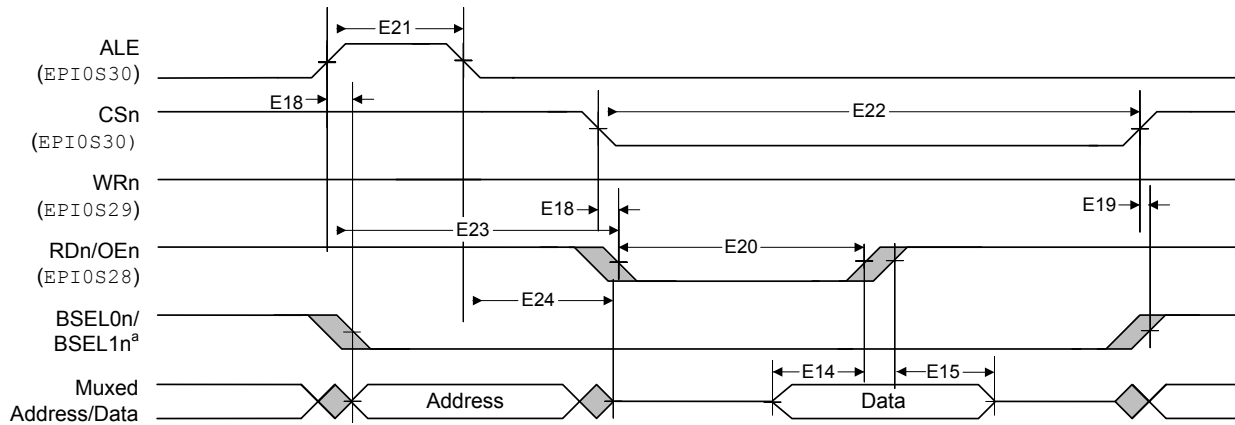 E21
ALE
(EPI0S30)
E18
CSn
E22
(EPI0S30)
WRn
(EPI0S29)
E18
E19
E23
RDn/OEn
E20
(EPI0S28)
E24
BSEL0n/
BSEL1nª
E14
E15
Muxed
Address/Data
Address
Data